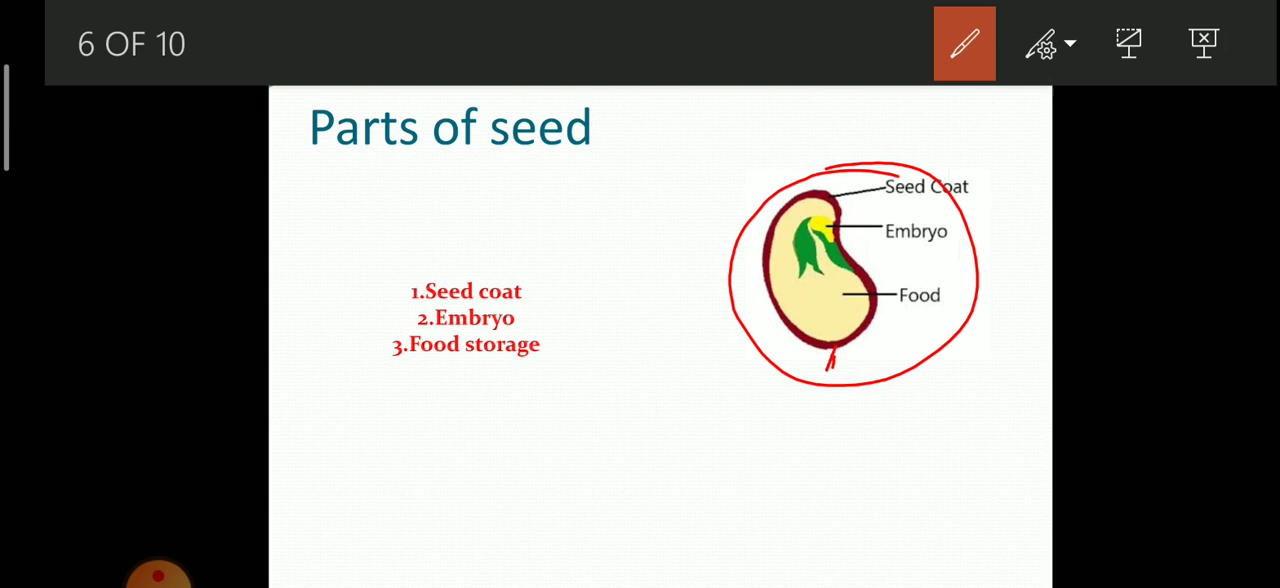 6 OF 10
Parts of seed
Seed Coat
Embryo
Food
1.Seed coat
2.Embryo
3.Food storage